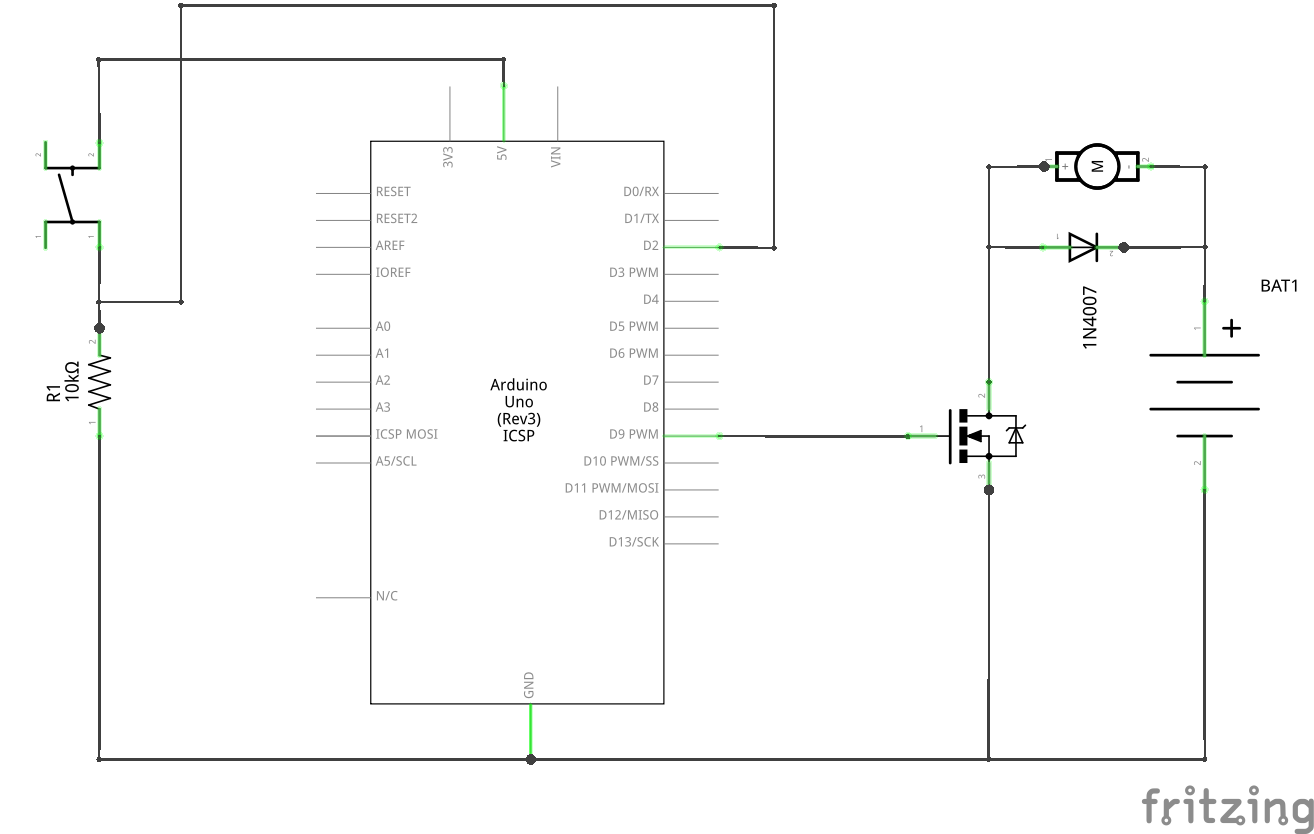 3V3
5V
VIN
RESET
RESET2
AREF
IOREF
A0
A1
A2
A3
ICSP MOSI
A5/SCL
N/C
D0/RX
D1/TX
D2
D3 PWM
D4
D5 PWM
D6 PWM
D7
D8
D9 PWM
D10 PWM/SS
D11 PWM/MOSI
D12/MISO
D13/SCK
Arduino
Uno
(Rev3)
ICSP
GND
2
2
1
1
2
R1
10kΩ
1
1
+
M
-
2
1
2
1N4007
BAT1
1
+
2
2
1
3
fritzing